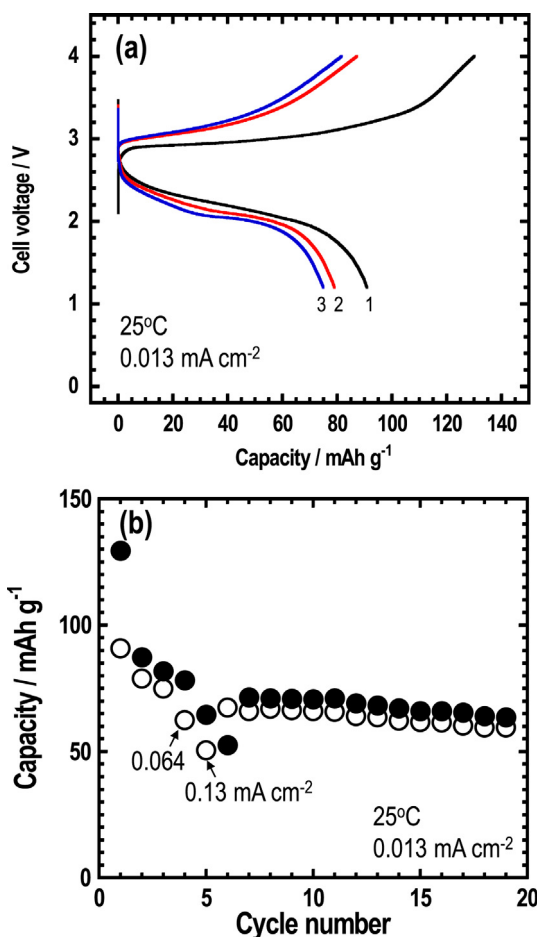 (a)
Cell voltage / V
4
3
2
1
0
3 2 1
25oC
0.013 mA cm-2
0 20 40 60 80 100 120 140
Capacity / mAh g-1
(b)
Capacity / mAh g-1
150
100
50
0
0.064
0.13 mA cm-2
25oC
0.013 mA cm-2
0 5 10 15 20
Cycle number